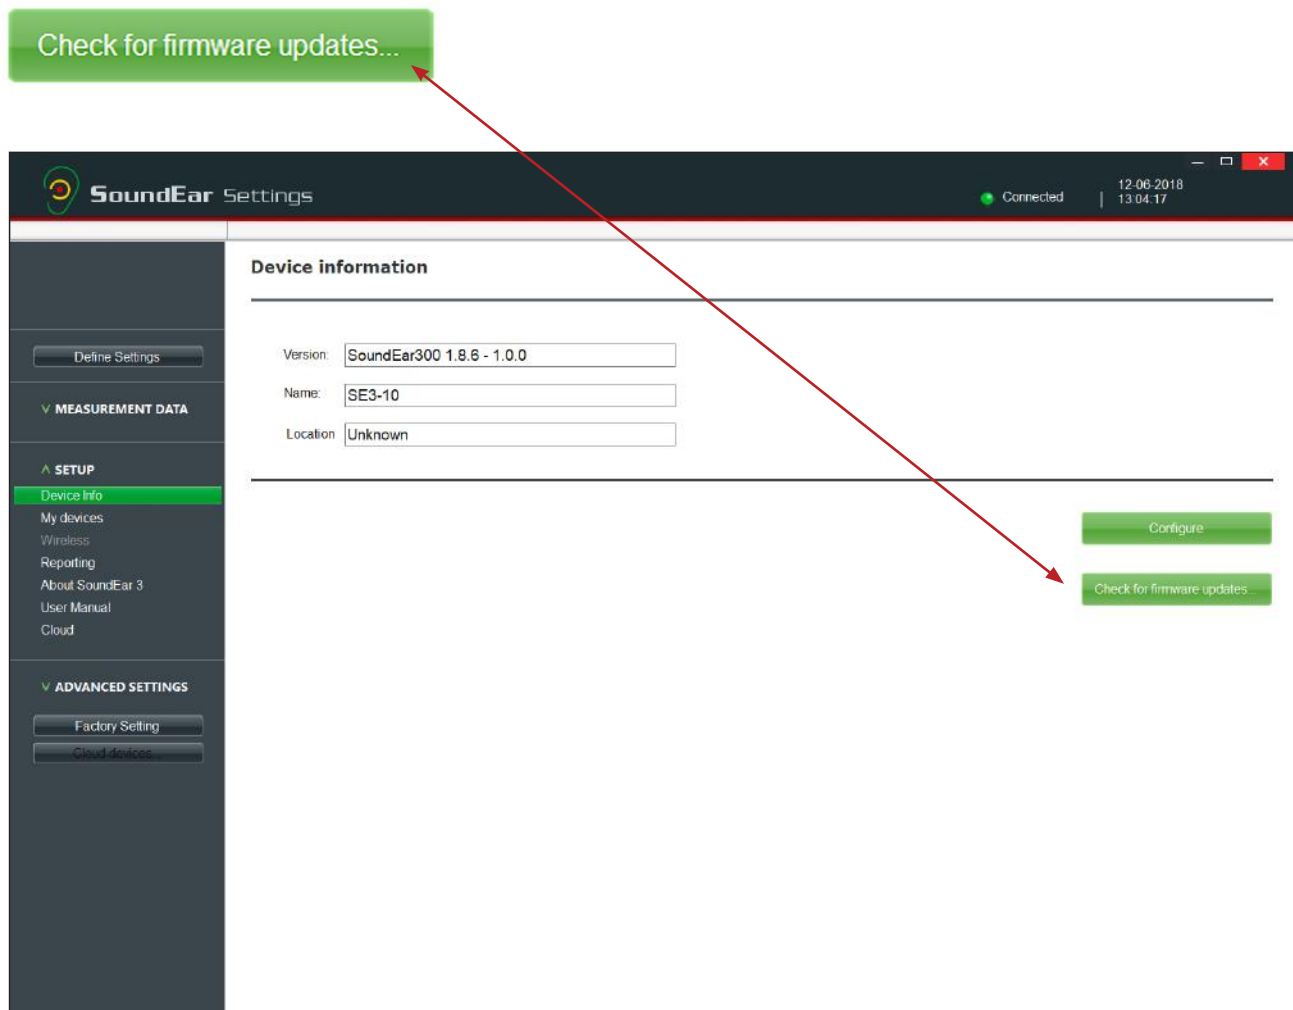 Check for firmware updates...
SoundEar Settings
Connected
|
12-06-2018
13:04:17
Device information
Define Settings
Version: SoundEar300 1.8.6 - 1.0.0
Name: SE3-10
Location Unknown
MEASUREMENT DATA
SETUP
Device Info
My devices
Wireless
Reporting
About SoundEar 3
User Manual
Cloud
Configure
Check for firmware updates...
ADVANCED SETTINGS
Factory Setting
Cloud devices...